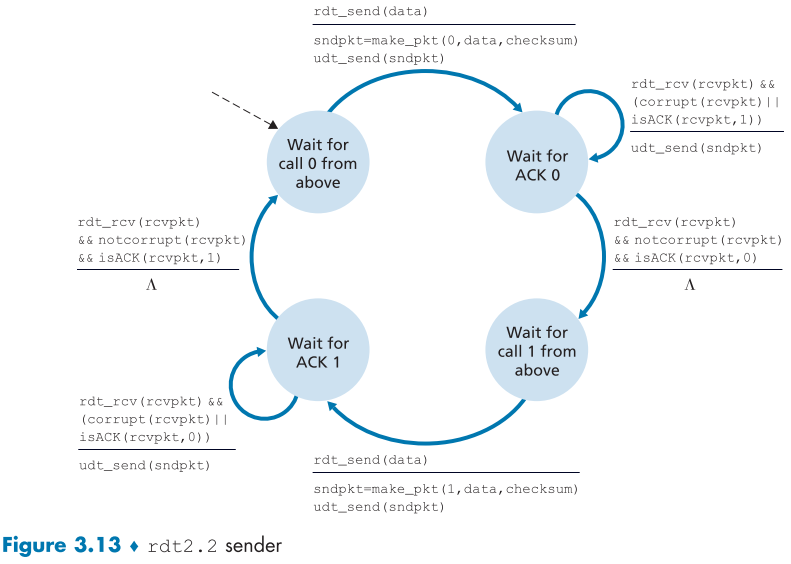 rdt_send(data)
sndpkt=make_pkt(0,data,checksum)
udt_send(sndpkt)
rdt_rcv(rcvpkt) &&
(corrupt(rcvpkt)||
isACK(rcvpkt,1))
udt_send(sndpkt)
Wait for
call 0 from
above
Wait for
ACK 0
rdt_rcv(rcvpkt)
&& notcorrupt(rcvpkt)
&& isACK(rcvpkt,1)
Λ
rdt_rcv(rcvpkt)
&& notcorrupt(rcvpkt)
&& isACK(rcvpkt,0)
Λ
Wait for
ACK 1
Wait for
call 1 from
above
rdt_rcv(rcvpkt) &&
(corrupt(rcvpkt)||
isACK(rcvpkt,0))
udt_send(sndpkt)
rdt_send(data)
sndpkt=make_pkt(1,data,checksum)
udt_send(sndpkt)
Figure 3.13 ♦ rdt2.2 sender